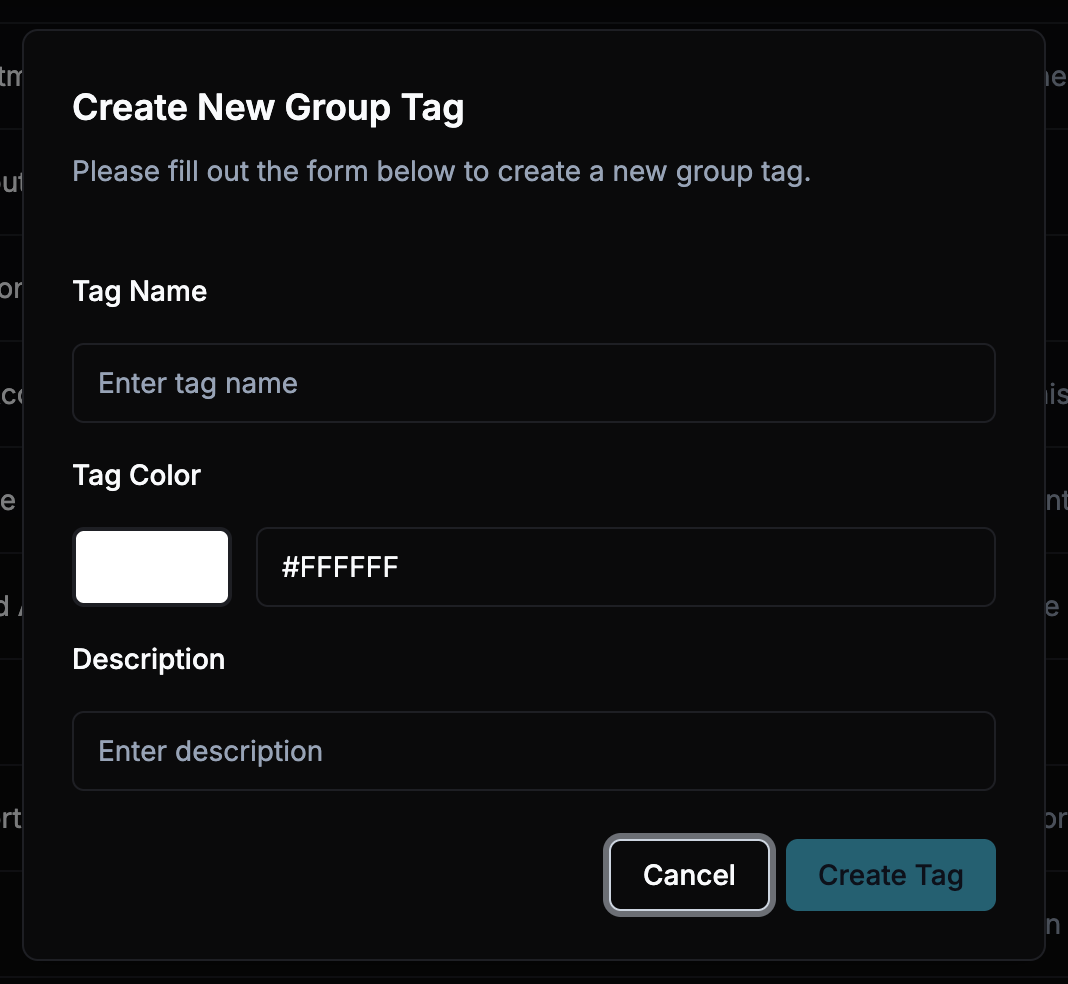 Create New Group Tag
Please fill out the form below to create a new group tag.
Tag Name
Enter tag name
Tag Color
#FFFFFF
Description
Enter description
Cancel Create Tag